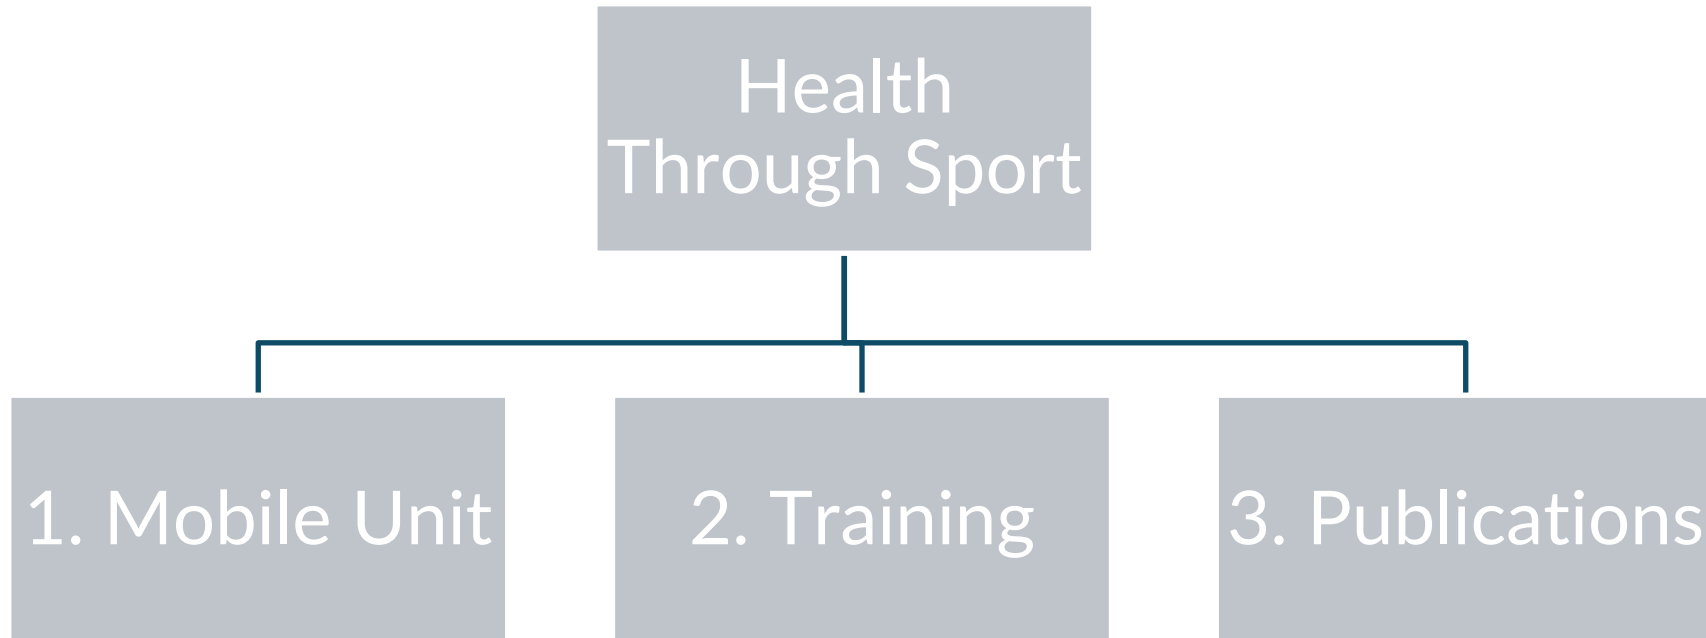 Health
Through Sport
1. Mobile Unit
2. Training
3. Publications